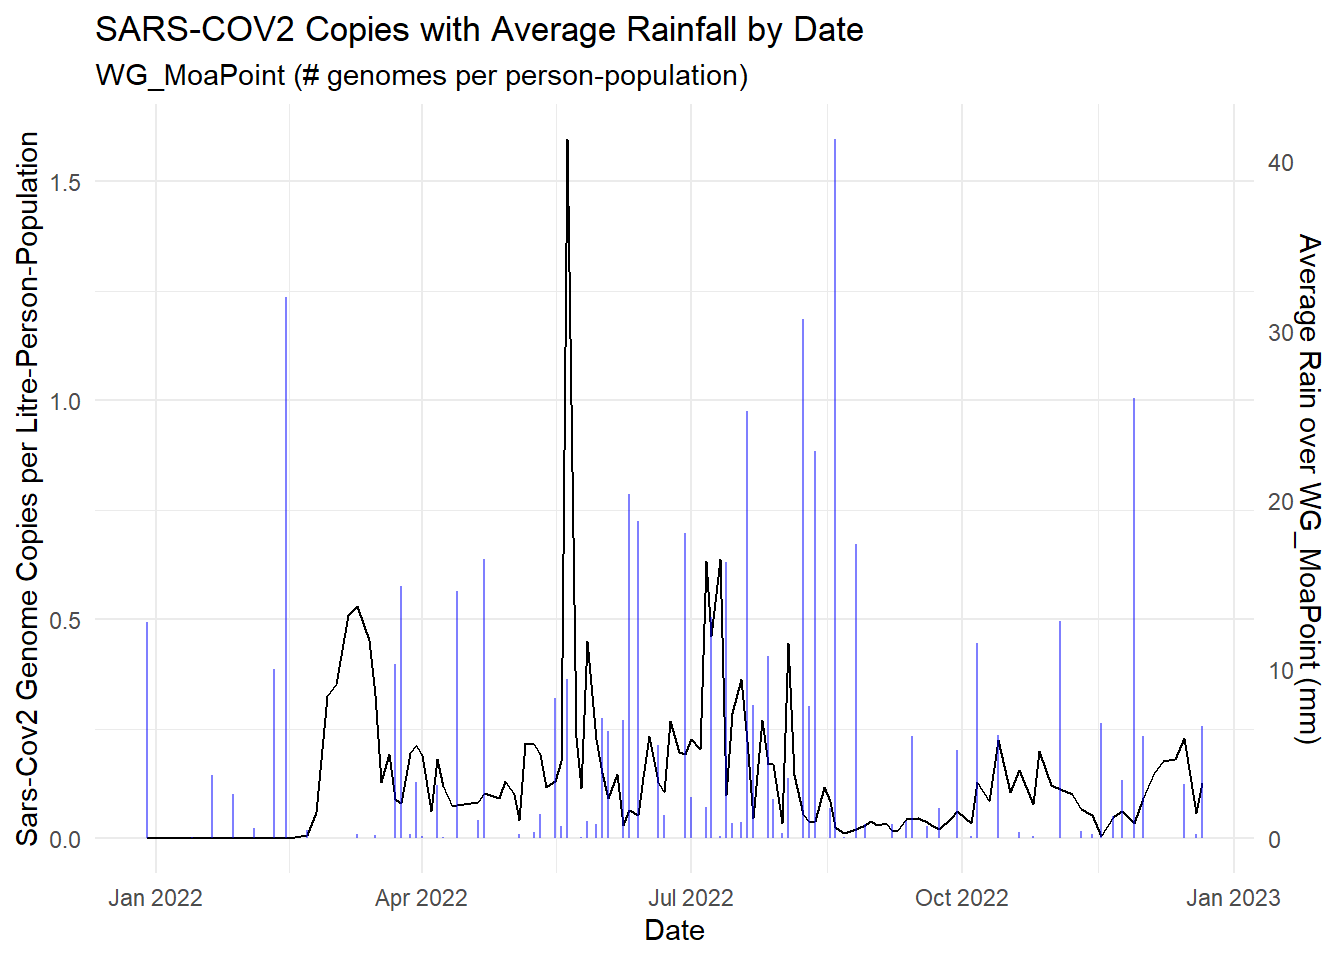 SARS-COV2 Copies with Average Rainfall by Date
WG_MoaPoint (# genomes per person-population)
Sars-Cov2 Genome Copies per Litre-Person-Population
1.5
1.0
0.5
0.0
40
30
20
10
0
Average Rain over WG_MoaPoint (mm)
Jan 2022 Apr 2022 Jul 2022 Oct 2022 Jan 2023
Date